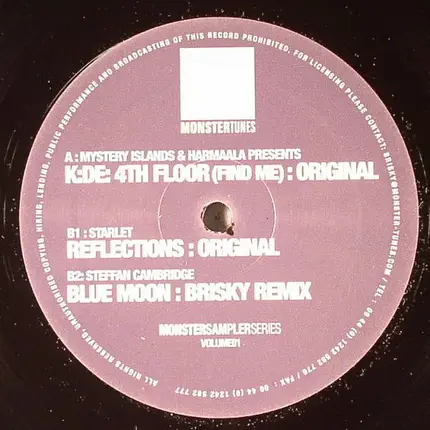 MONSTERTUNES
A : MYSTERY ISLANDS & HARMAALA PRESENTS
K:DE: 4TH FLOOR (FIND ME) : ORIGINAL
B1 : STARLET
REFLECTIONS : ORIGINAL
B2: STEFFAN CAMBRIDGE
BLUE MOON : BRISKY REMIX
MONSTERSAMPLERSERIES
VOLUME01
ALL RIGHTS RESERVED, UNAUTHORIZED COPYING, HIRING, LENDING, PUBLIC PERFORMANCE AND BROADCASTING OF THIS RECORD PROHIBITED. FOR LICENSING PLEASE CONTACT: BRISKY@MONSTER-TUNES.COM / TEL : 00 44 (0) 1242 582 776 / FAX : 00 44 (0) 1242 582 777